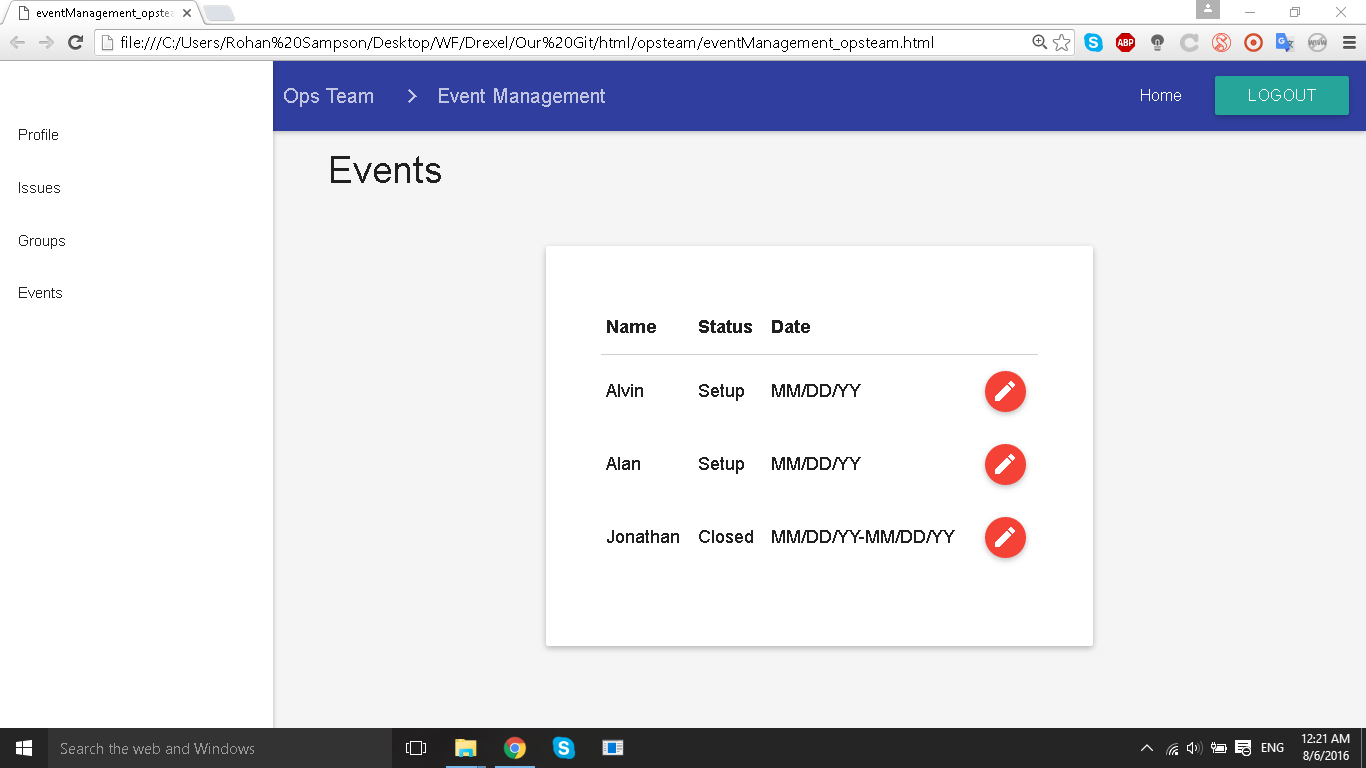 eventManagement_opstea
file:///C:/Users/Rohan%20Sampson/Desktop/WF/Drexel/Our%20Git/html/opsteam/eventManagement_opsteam.html
ABP
Ops Team > Event Management Home LOGOUT
Profile
Issues
Groups
Events
Events
Name Status Date
Alvin Setup MM/DD/YY
Alan Setup MM/DD/YY
Jonathan Closed MM/DD/YY-MM/DD/YY
Search the web and Windows
ENG
12:21 AM
8/6/2016